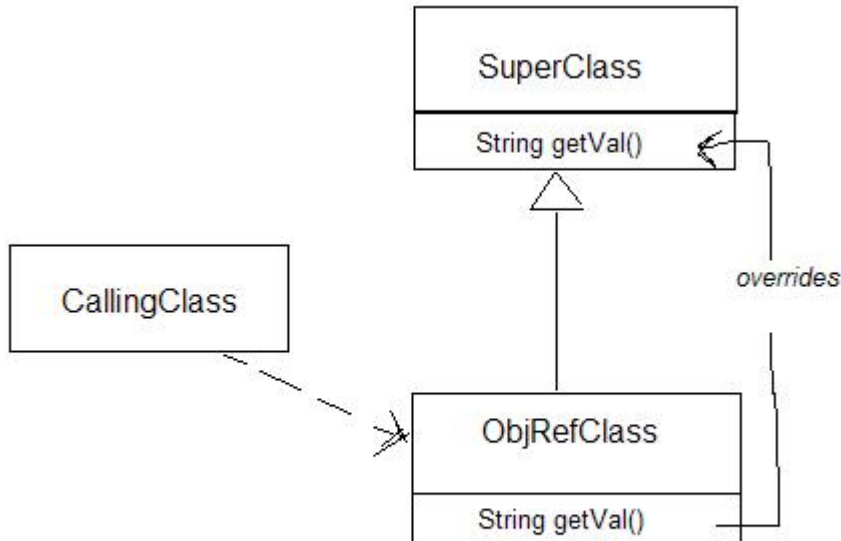 SuperClass
String getVal()
overrides
CallingClass
ObjRefClass
String getVal()